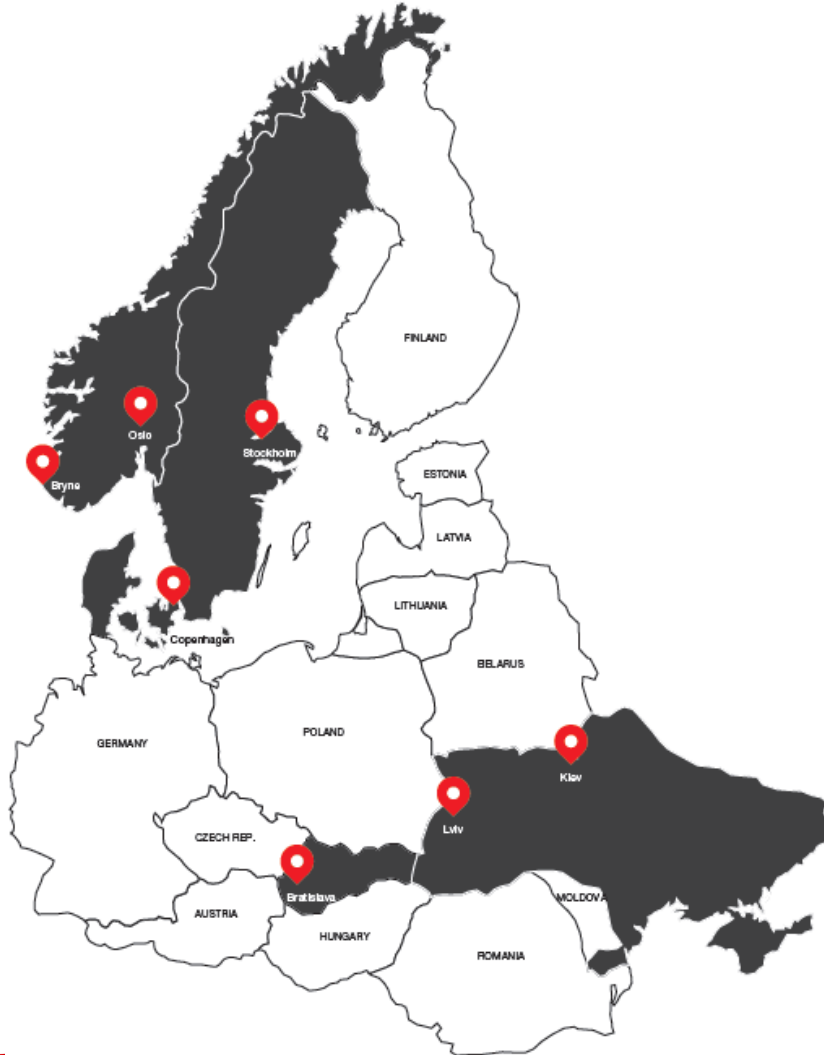 FINLAND
Oslo
Stockholm
Bryne
ESTONIA
LATVIA
LITHUANIA
Copenhagen
BELARUS
POLAND
GERMANY
Kiev
Lviv
CZECH REP.
Bratislava
MOLDOVA
AUSTRIA
HUNGARY
ROMANIA